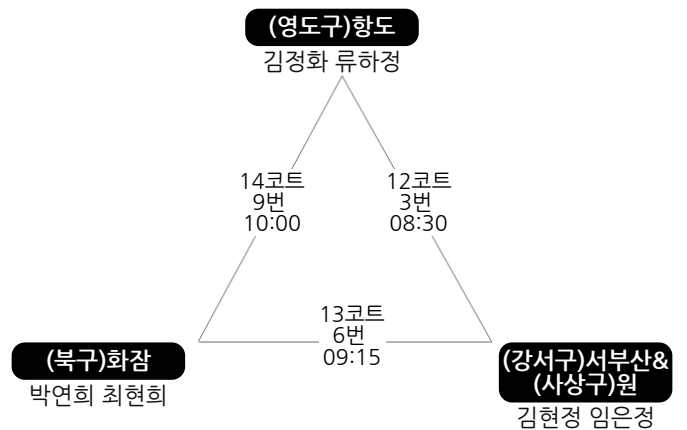 (영도구)항도
김정화 류하정
14코트
9번
10:00
12코트
3번
08:30
13코트
6번
09:15
(북구)화잠
박연희 최현희
(강서구)서부산&
(사상구)원
김현정 임은정